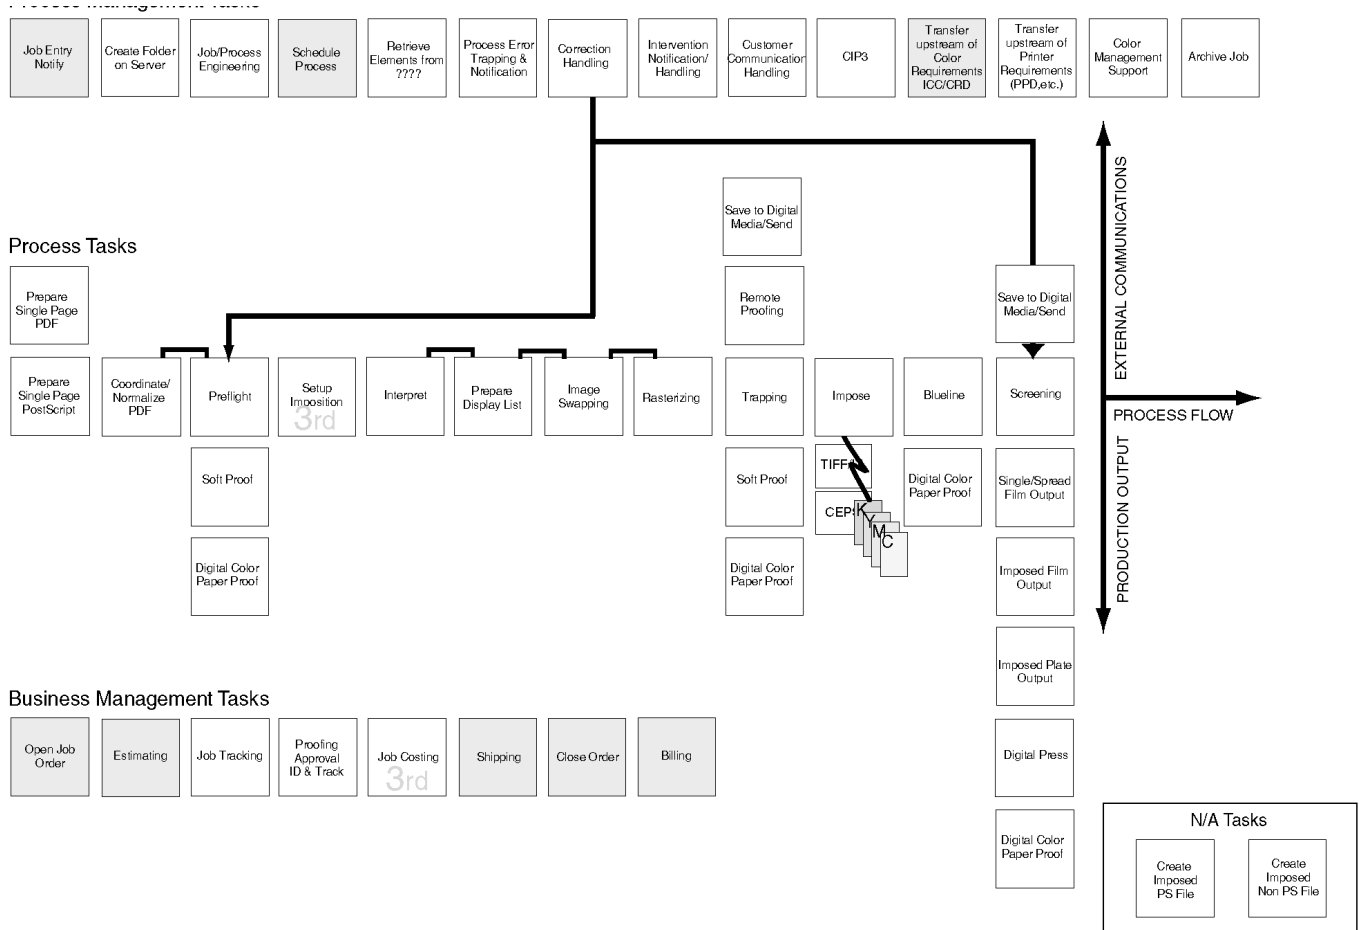 Process Management Tasks
Job Entry
Notify
Create Folder
on Server
Job/Process
Engineering
Schedule
Process
Retrieve
Elements from
????
Process Error
Trapping &
Notification
Correction
Handling
Intervention
Notification/
Handling
Customer
Communication
Handling
CIP3
Transfer
upstream of
Color
Requirements
ICC/CRD
Transfer
upstream of
Printer
Requirements
(PPD,etc.)
Color
Management
Support
Archive Job
EXTERNAL COMMUNICATIONS
PROCESS FLOW
PRODUCTION OUTPUT
Save to Digital
Media/Send
Process Tasks
Prepare
Single Page
PDF
Remote
Proofing
Save to Digital
Media/Send
Prepare
Single Page
PostScript
Coordinate/
Normalize
PDF
Preflight
Setup
Imposition
3rd
Interpret
Prepare
Display List
Image
Swapping
Rasterizing
Trapping
Impose
Blueline
Screening
Soft Proof
Soft Proof
TIFF/
CEPS
K
Y
M
C
Digital Color
Paper Proof
Single/Spread
Film Output
Digital Color
Paper Proof
Digital Color
Paper Proof
Imposed Film
Output
Imposed Plate
Output
Digital Press
Digital Color
Paper Proof
Business Management Tasks
Open Job
Order
Estimating
Job Tracking
Proofing
Approval
ID & Track
Job Costing
3rd
Shipping
Close Order
Billing
N/A Tasks
Create
Imposed
PS File
Create
Imposed
Non PS File